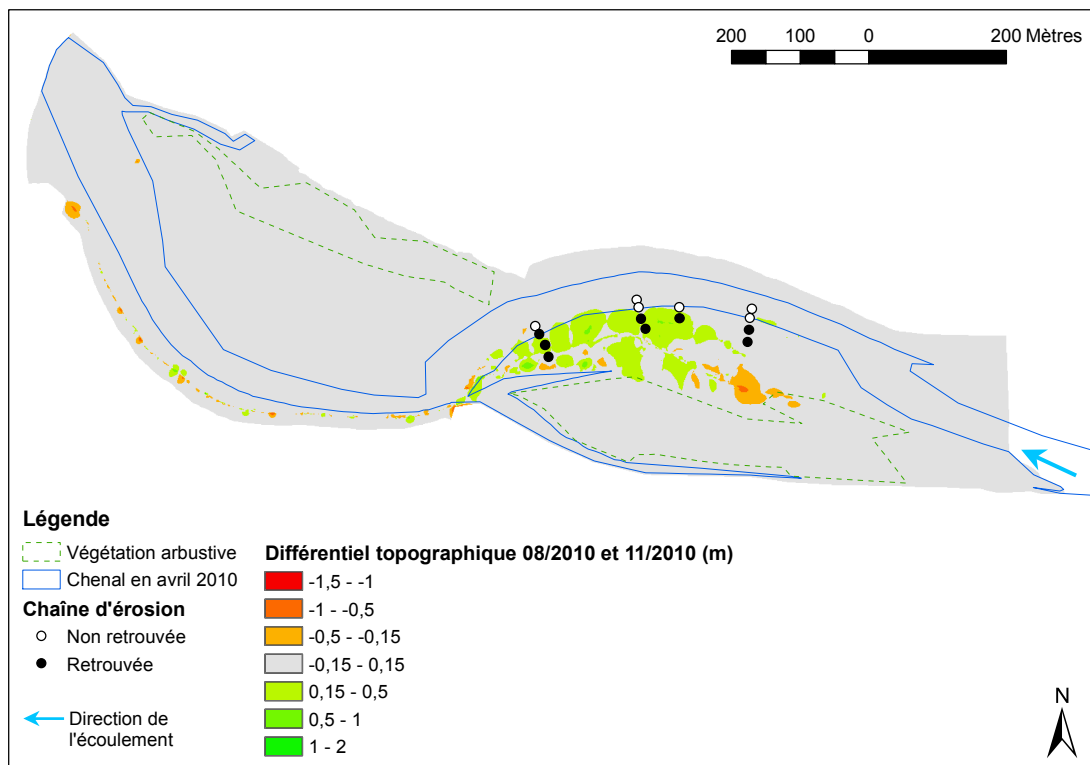 200 100 0 200 Mètres
Légende
Végétation arbustive
Chenal en avril 2010
Chaîne d'érosion
Non retrouvée
Retrouvée
Direction de
l'écoulement
Différentiel topographique 08/2010 et 11/2010 (m)
-1,5 - -1
-1 - -0,5
-0,5 - -0,15
-0,15 - 0,15
0,15 - 0,5
0,5 - 1
1 - 2
N